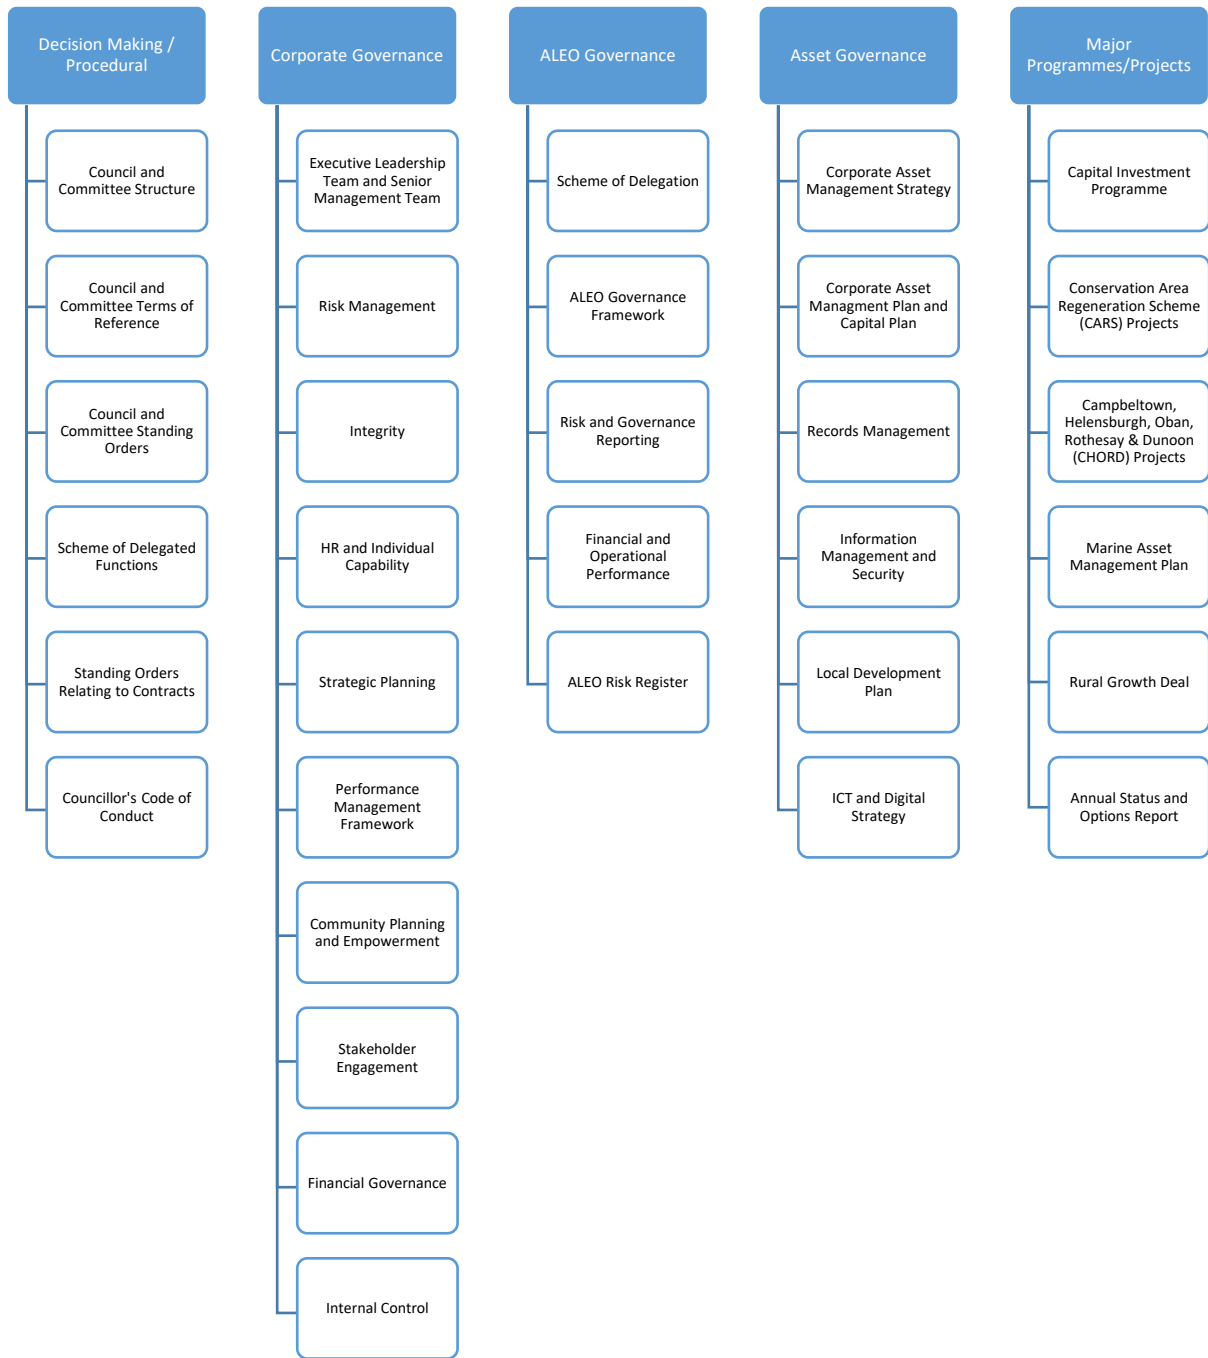 Decision Making /
Procedural
Council and
Committee Structure
Council and
Committee Terms of
Reference
Council and
Committee Standing
Orders
Scheme of Delegated
Functions
Standing Orders
Relating to Contracts
Councillor's Code of
Conduct
Corporate Governance
Executive Leadership
Team and Senior
Management Team
Risk Management
Integrity
HR and Individual
Capability
Strategic Planning
Performance
Management
Framework
Community Planning
and Empowerment
Stakeholder
Engagement
Financial Governance
Internal Control
ALEO Governance
Scheme of Delegation
ALEO Governance
Framework
Risk and Governance
Reporting
Financial and
Operational
Performance
ALEO Risk Register
Asset Governance
Corporate Asset
Management Strategy
Corporate Asset
Managment Plan and
Capital Plan
Records Management
Information
Management and
Security
Local Development
Plan
ICT and Digital
Strategy
Major
Programmes/Projects
Capital Investment
Programme
Conservation Area
Regeneration Scheme
(CARS) Projects
Campbeltown,
Helensburgh, Oban,
Rothesay & Dunoon
(CHORD) Projects
Marine Asset
Management Plan
Rural Growth Deal
Annual Status and
Options Report